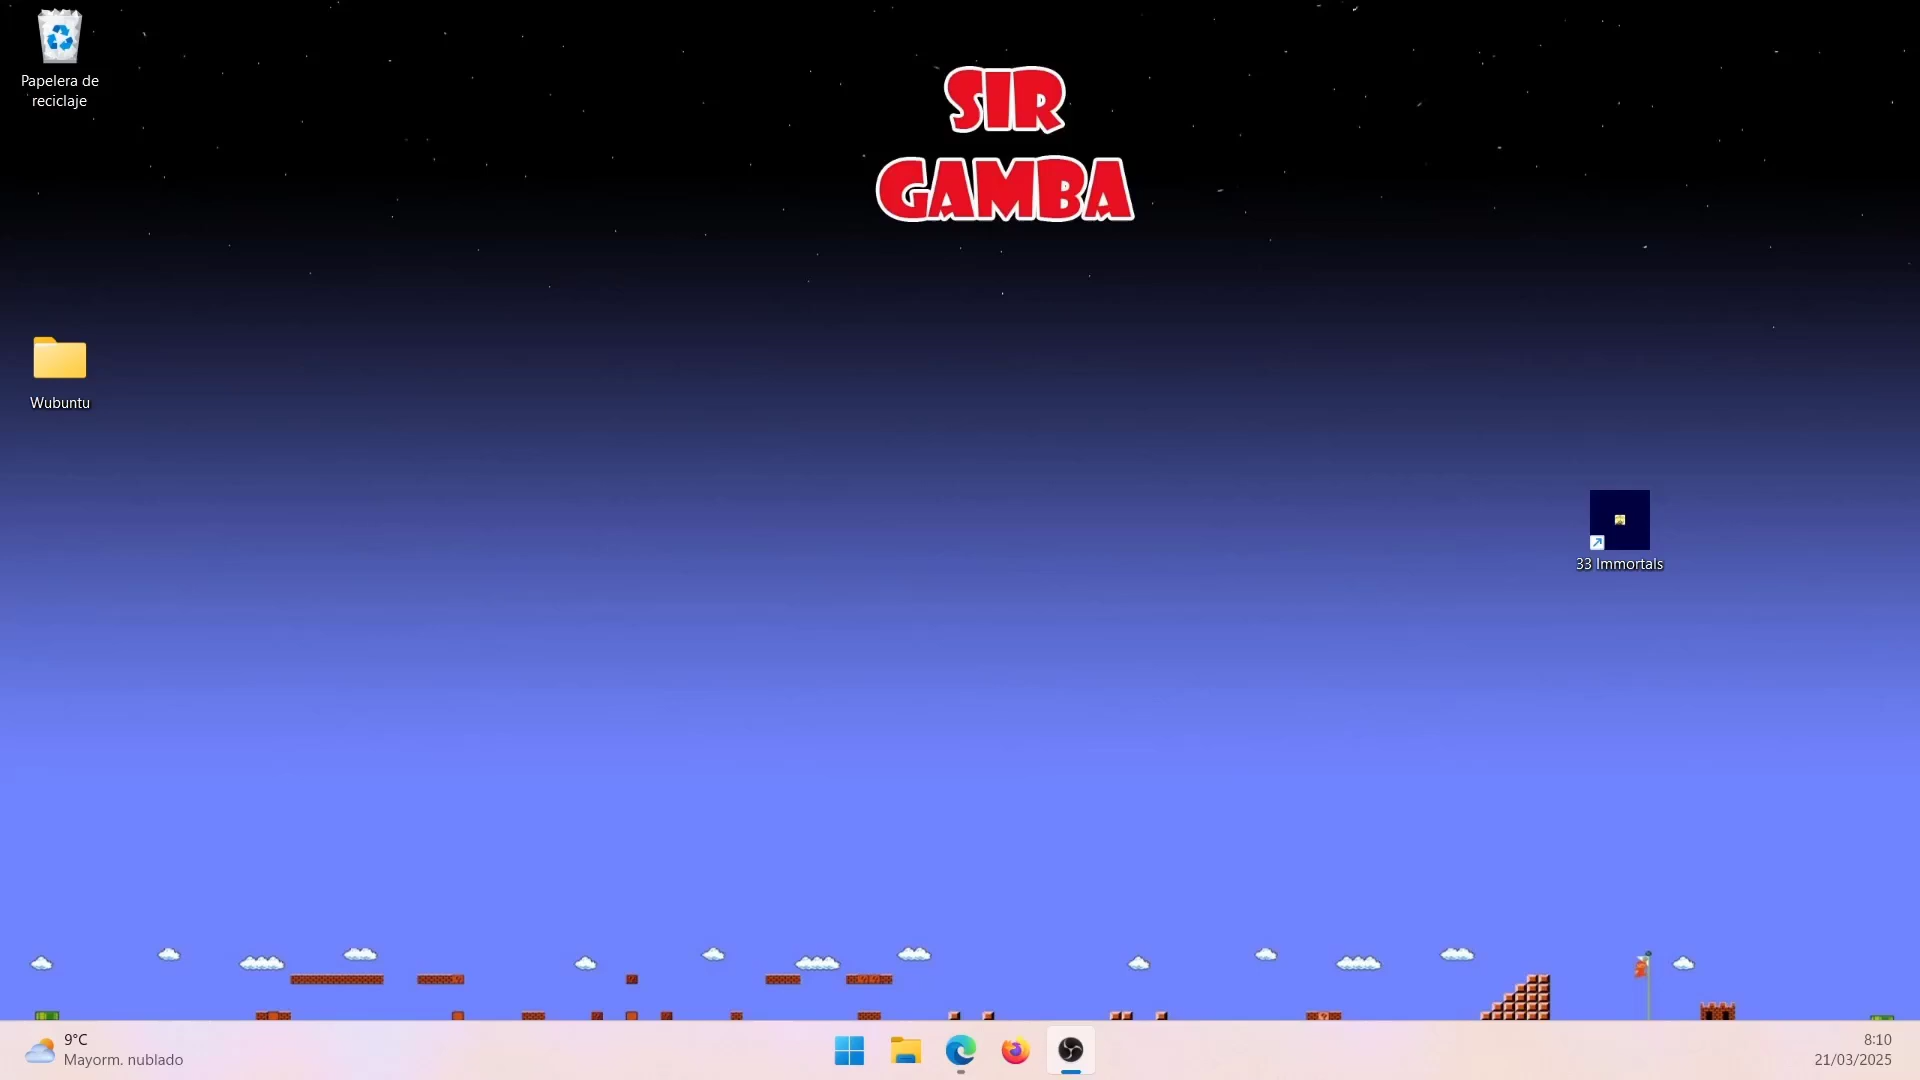 Papelera de
reciclaje
SIR
GAMBA
Wubuntu
33 Immortals
9°C
Mayorm. nublado
8:10
21/03/2025